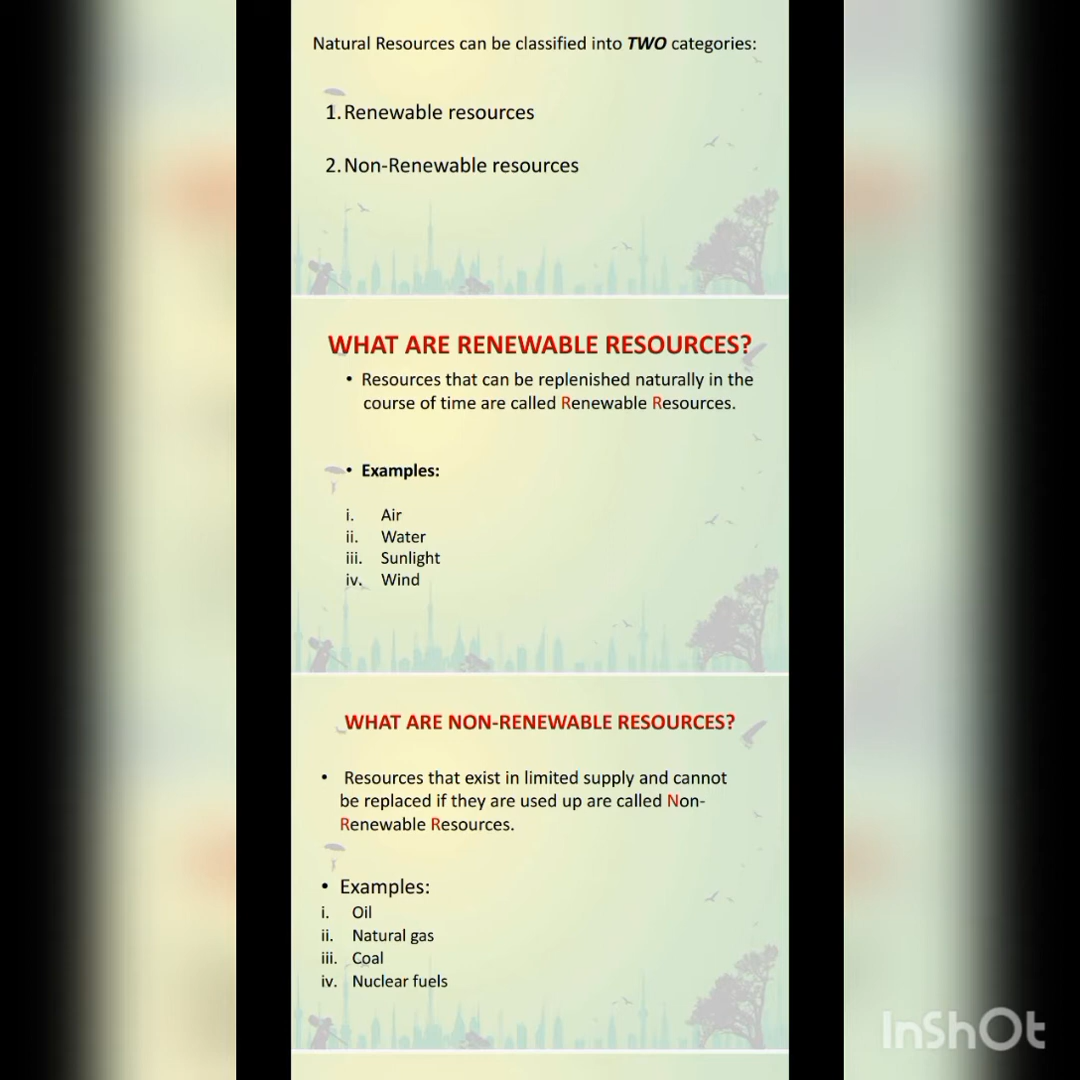 Natural Resources can be classified into TWO categories:
1. Renewable resources
2. Non-Renewable resources
WHAT ARE RENEWABLE RESOURCES?
• Resources that can be replenished naturally in the
course of time are called Renewable Resources.
• Examples:
i. Air
ii. Water
iii. Sunlight
iv. Wind
WHAT ARE NON-RENEWABLE RESOURCES?
• Resources that exist in limited supply and cannot
be replaced if they are used up are called Non-
Renewable Resources.
• Examples:
i. Oil
ii. Natural gas
iii. Coal
iv. Nuclear fuels
InShOt